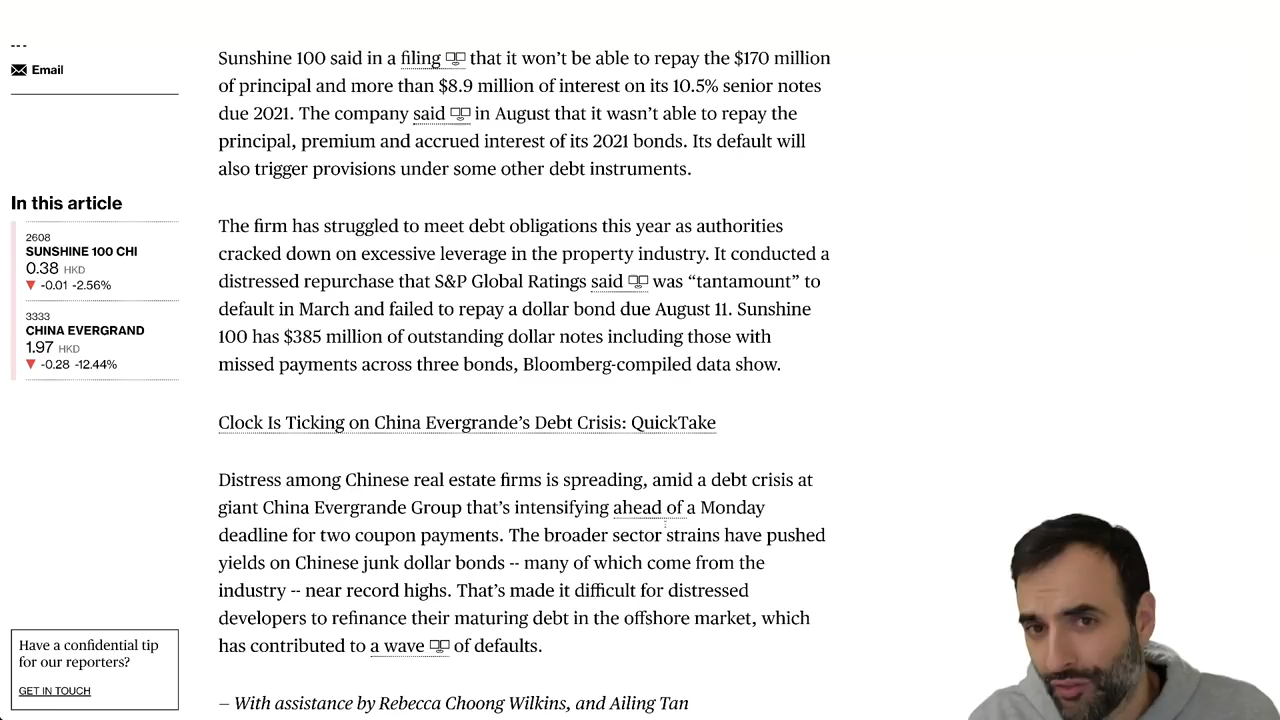 ---
Email
In this article
2608
SUNSHINE 100 CHI
0.38 HKD
▼ -0.01 -2.56%
3333
CHINA EVERGRAND
1.97 HKD
▼ -0.28 -12.44%
Have a confidential tip
for our reporters?
GET IN TOUCH
Sunshine 100 said in a filing that it won’t be able to repay the $170 million
of principal and more than $8.9 million of interest on its 10.5% senior notes
due 2021. The company said in August that it wasn’t able to repay the
principal, premium and accrued interest of its 2021 bonds. Its default will
also trigger provisions under some other debt instruments.
The firm has struggled to meet debt obligations this year as authorities
cracked down on excessive leverage in the property industry. It conducted a
distressed repurchase that S&P Global Ratings said was “tantamount” to
default in March and failed to repay a dollar bond due August 11. Sunshine
100 has $385 million of outstanding dollar notes including those with
missed payments across three bonds, Bloomberg-compiled data show.
Clock Is Ticking on China Evergrande’s Debt Crisis: QuickTake
Distress among Chinese real estate firms is spreading, amid a debt crisis at
giant China Evergrande Group that’s intensifying ahead of a Monday
deadline for two coupon payments. The broader sector strains have pushed
yields on Chinese junk dollar bonds -- many of which come from the
industry -- near record highs. That’s made it difficult for distressed
developers to refinance their maturing debt in the offshore market, which
has contributed to a wave of defaults.
– With assistance by Rebecca Choong Wilkins, and Ailing Tan